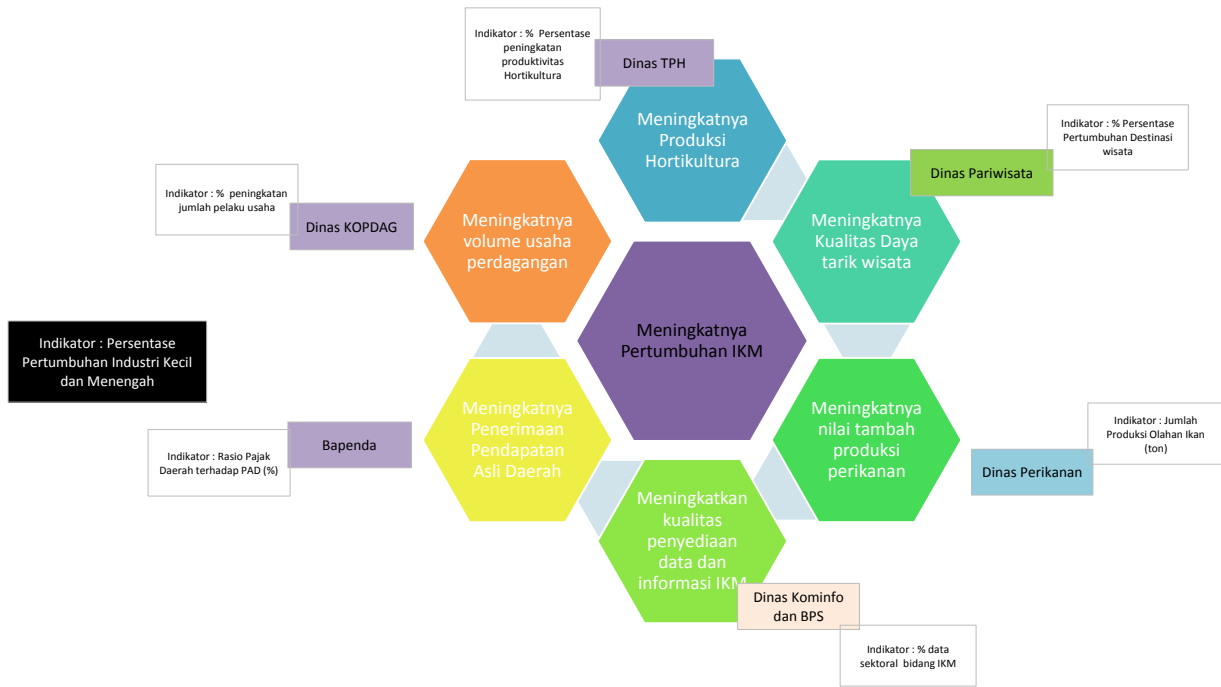 Indikator : % Persentase
peningkatan
produktivitas
Hortikultura
Dinas TPH
Meningkatnya
Produksi
Hortikultura
Indikator : % Persentase
Pertumbuhan Destinasi
wisata
Dinas Pariwisata
Meningkatnya
Kualitas Daya
tarik wisata
Indikator : % peningkatan
jumlah pelaku usaha
Dinas KOPDAG
Meningkatnya
volume usaha
perdagangan
Meningkatnya
Pertumbuhan IKM
Indikator : Persentase
Pertumbuhan Industri Kecil
dan Menengah
Meningkatnya
Penerimaan
Pendapatan
Asli Daerah
Bapenda
Indikator : Rasio Pajak
Daerah terhadap PAD (%)
Meningkatnya
nilai tambah
produksi
perikanan
Indikator : Jumlah
Produksi Olahan Ikan
(ton)
Dinas Perikanan
Meningkatkan
kualitas
penyediaan
data dan
informasi IKM
Dinas Kominfo
dan BPS
Indikator : % data
sektoral bidang IKM